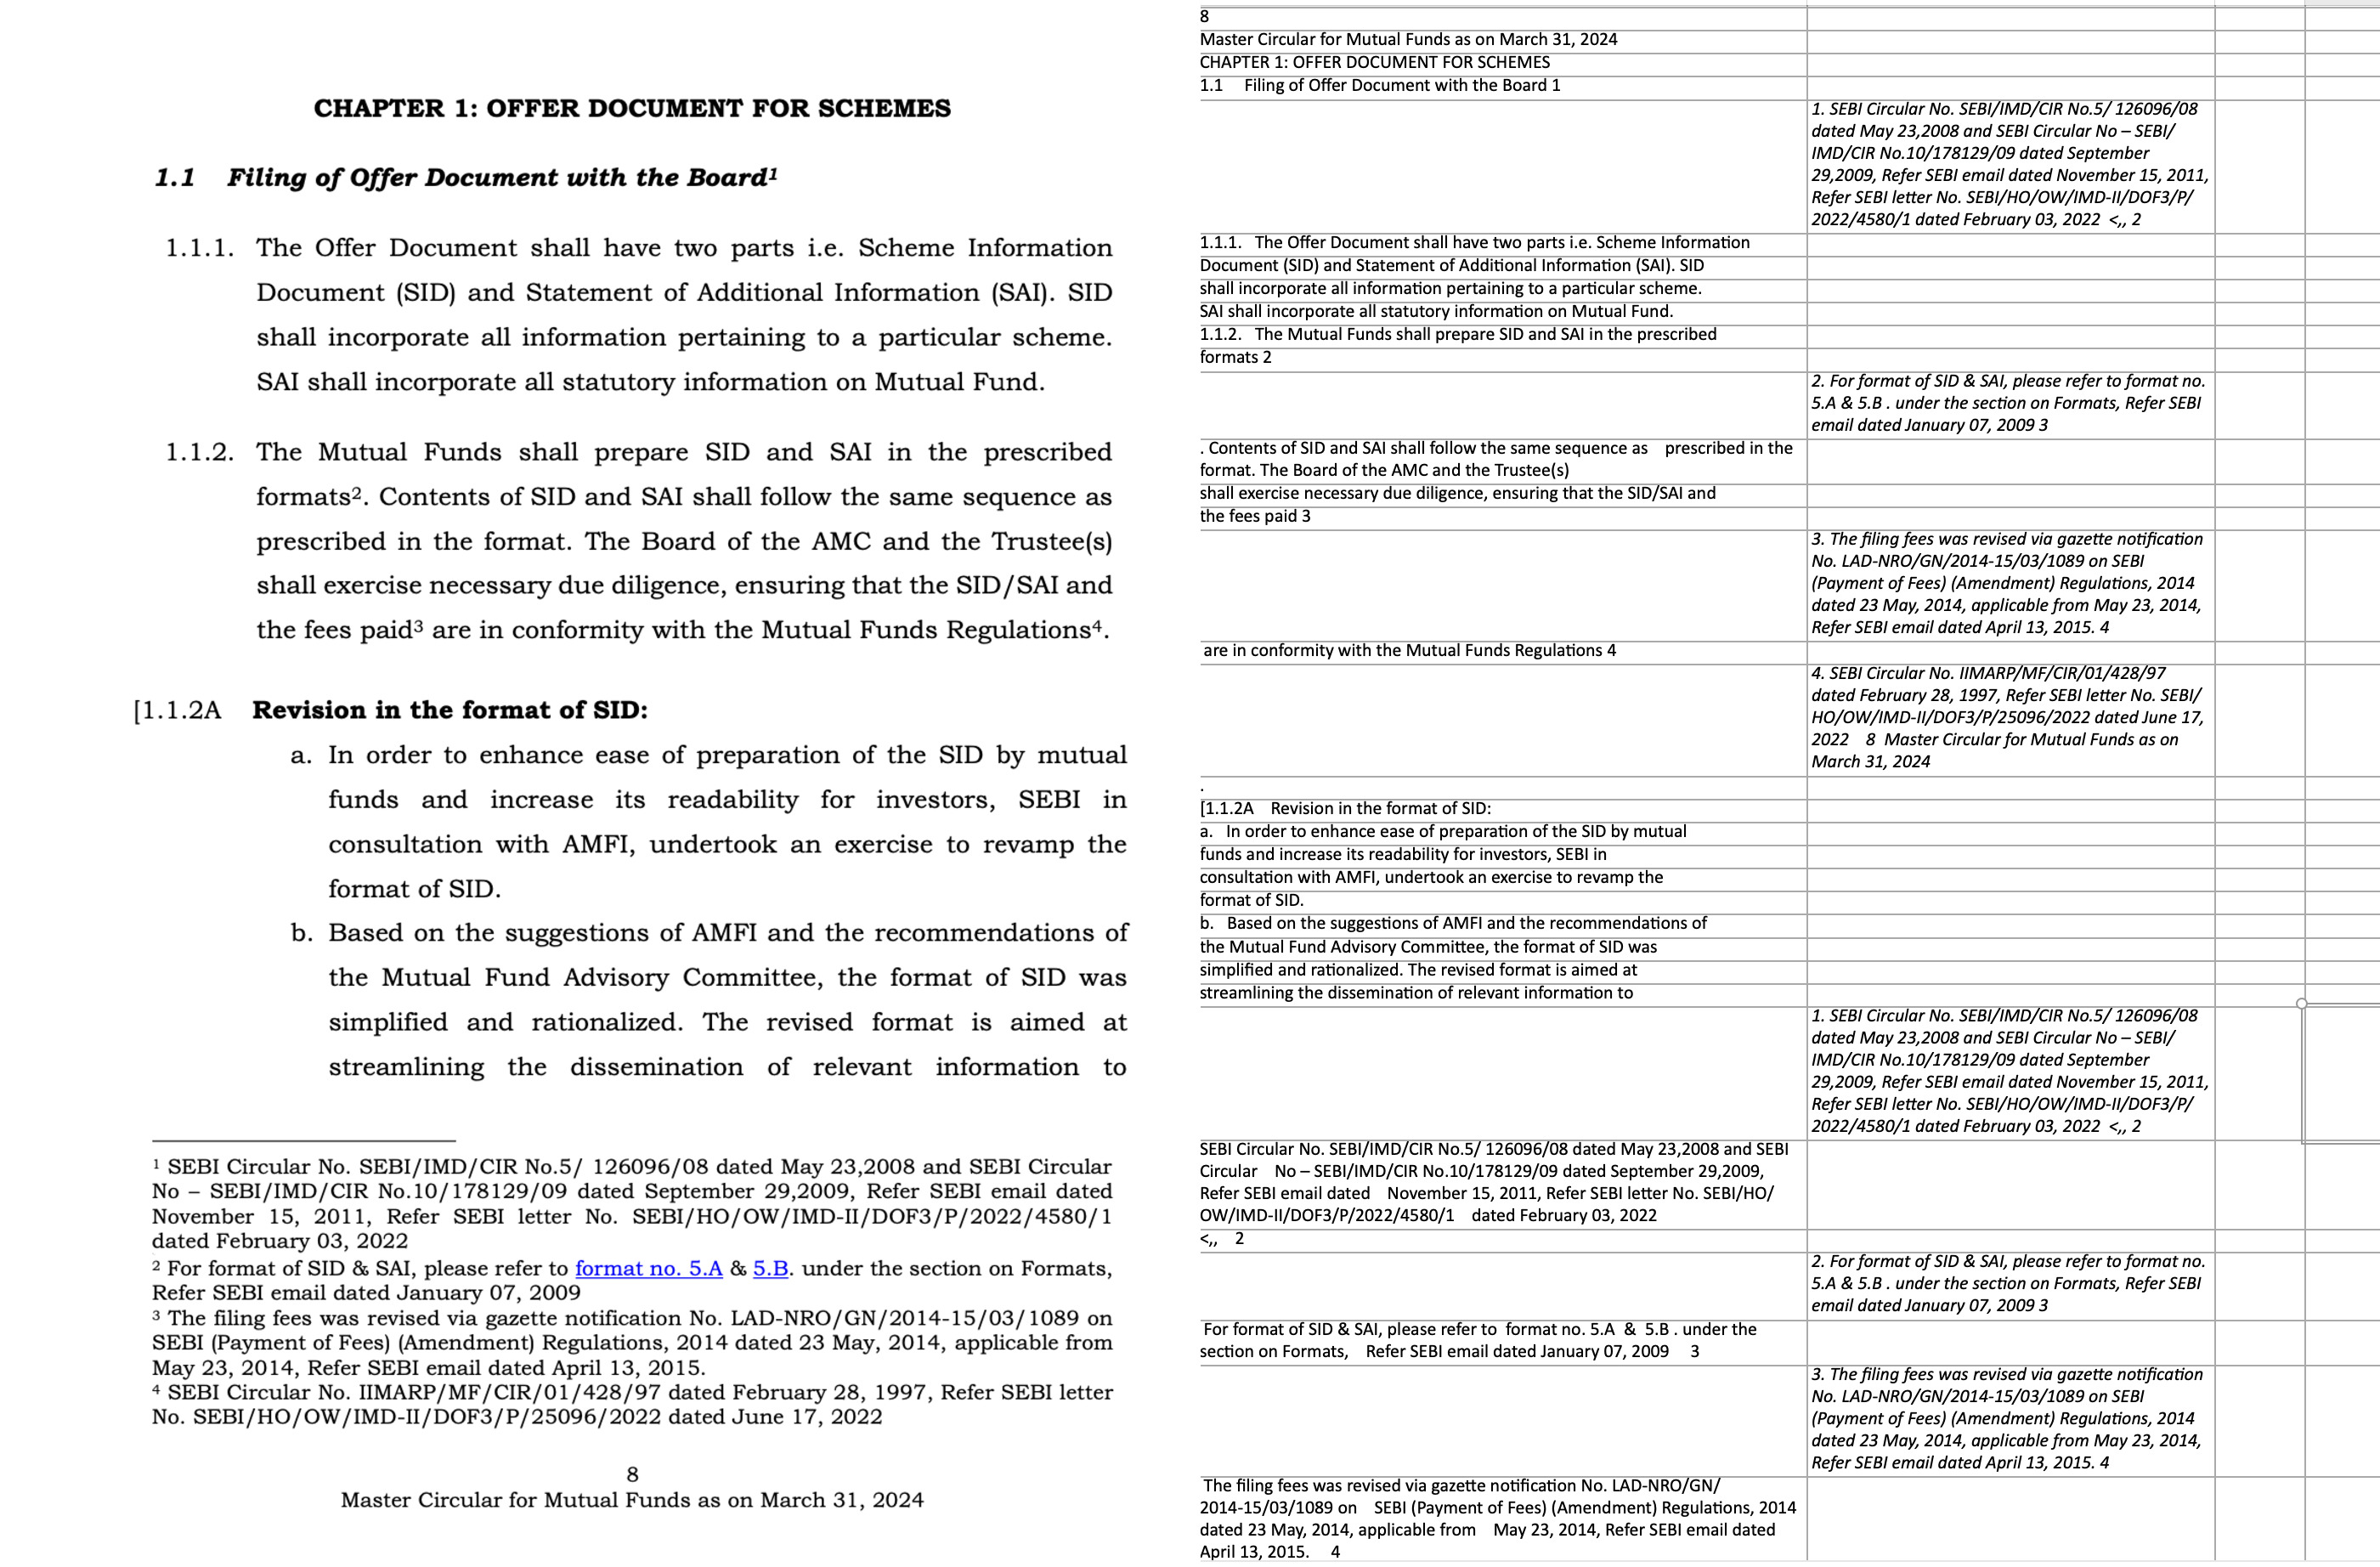 CHAPTER 1: OFFER DOCUMENT FOR SCHEMES
1.1 Filing of Offer Document with the Board¹
1.1.1. The Offer Document shall have two parts i.e. Scheme Information
Document (SID) and Statement of Additional Information (SAI). SID
shall incorporate all information pertaining to a particular scheme.
SAI shall incorporate all statutory information on Mutual Fund.
1.1.2. The Mutual Funds shall prepare SID and SAI in the prescribed
formats². Contents of SID and SAI shall follow the same sequence as
prescribed in the format. The Board of the AMC and the Trustee(s)
shall exercise necessary due diligence, ensuring that the SID/SAI and
the fees paid³ are in conformity with the Mutual Funds Regulations⁴.
[1.1.2A Revision in the format of SID:
a. In order to enhance ease of preparation of the SID by mutual
funds and increase its readability for investors, SEBI in
consultation with AMFI, undertook an exercise to revamp the
format of SID.
b. Based on the suggestions of AMFI and the recommendations of
the Mutual Fund Advisory Committee, the format of SID was
simplified and rationalized. The revised format is aimed at
streamlining the dissemination of relevant information to
¹ SEBI Circular No. SEBI/IMD/CIR No.5/ 126096/08 dated May 23,2008 and SEBI Circular
No – SEBI/IMD/CIR No.10/178129/09 dated September 29,2009, Refer SEBI email dated
November 15, 2011, Refer SEBI letter No. SEBI/HO/OW/IMD-II/DOF3/P/2022/4580/1
dated February 03, 2022
² For format of SID & SAI, please refer to format no. 5.A & 5.B. under the section on Formats,
Refer SEBI email dated January 07, 2009
³ The filing fees was revised via gazette notification No. LAD-NRO/GN/2014-15/03/1089 on
SEBI (Payment of Fees) (Amendment) Regulations, 2014 dated 23 May, 2014, applicable from
May 23, 2014, Refer SEBI email dated April 13, 2015.
⁴ SEBI Circular No. IIMARP/MF/CIR/01/428/97 dated February 28, 1997, Refer SEBI letter
No. SEBI/HO/OW/IMD-II/DOF3/P/25096/2022 dated June 17, 2022
8
Master Circular for Mutual Funds as on March 31, 2024
8
Master Circular for Mutual Funds as on March 31, 2024
CHAPTER 1: OFFER DOCUMENT FOR SCHEMES
1.1 Filing of Offer Document with the Board 1
1. SEBI Circular No. SEBI/IMD/CIR No.5/ 126096/08
dated May 23,2008 and SEBI Circular No – SEBI/
IMD/CIR No.10/178129/09 dated September
29,2009, Refer SEBI email dated November 15, 2011,
Refer SEBI letter No. SEBI/HO/OW/IMD-II/DOF3/P/
2022/4580/1 dated February 03, 2022 <,, 2
1.1.1. The Offer Document shall have two parts i.e. Scheme Information
Document (SID) and Statement of Additional Information (SAI). SID
shall incorporate all information pertaining to a particular scheme.
SAI shall incorporate all statutory information on Mutual Fund.
1.1.2. The Mutual Funds shall prepare SID and SAI in the prescribed
formats 2
2. For format of SID & SAI, please refer to format no.
5.A & 5.B . under the section on Formats, Refer SEBI
email dated January 07, 2009 3
. Contents of SID and SAI shall follow the same sequence as prescribed in the
format. The Board of the AMC and the Trustee(s)
shall exercise necessary due diligence, ensuring that the SID/SAI and
the fees paid 3
3. The filing fees was revised via gazette notification
No. LAD-NRO/GN/2014-15/03/1089 on SEBI
(Payment of Fees) (Amendment) Regulations, 2014
dated 23 May, 2014, applicable from May 23, 2014,
Refer SEBI email dated April 13, 2015. 4
are in conformity with the Mutual Funds Regulations 4
4. SEBI Circular No. IIMARP/MF/CIR/01/428/97
dated February 28, 1997, Refer SEBI letter No. SEBI/
HO/OW/IMD-II/DOF3/P/25096/2022 dated June 17,
2022 8 Master Circular for Mutual Funds as on
March 31, 2024
.
[1.1.2A Revision in the format of SID:
a. In order to enhance ease of preparation of the SID by mutual
funds and increase its readability for investors, SEBI in
consultation with AMFI, undertook an exercise to revamp the
format of SID.
b. Based on the suggestions of AMFI and the recommendations of
the Mutual Fund Advisory Committee, the format of SID was
simplified and rationalized. The revised format is aimed at
streamlining the dissemination of relevant information to
1. SEBI Circular No. SEBI/IMD/CIR No.5/ 126096/08
dated May 23,2008 and SEBI Circular No – SEBI/
IMD/CIR No.10/178129/09 dated September
29,2009, Refer SEBI email dated November 15, 2011,
Refer SEBI letter No. SEBI/HO/OW/IMD-II/DOF3/P/
2022/4580/1 dated February 03, 2022 <,, 2
SEBI Circular No. SEBI/IMD/CIR No.5/ 126096/08 dated May 23,2008 and SEBI
Circular No – SEBI/IMD/CIR No.10/178129/09 dated September 29,2009,
Refer SEBI email dated November 15, 2011, Refer SEBI letter No. SEBI/HO/
OW/IMD-II/DOF3/P/2022/4580/1 dated February 03, 2022
<,, 2
2. For format of SID & SAI, please refer to format no.
5.A & 5.B . under the section on Formats, Refer SEBI
email dated January 07, 2009 3
For format of SID & SAI, please refer to format no. 5.A & 5.B . under the
section on Formats, Refer SEBI email dated January 07, 2009 3
3. The filing fees was revised via gazette notification
No. LAD-NRO/GN/2014-15/03/1089 on SEBI
(Payment of Fees) (Amendment) Regulations, 2014
dated 23 May, 2014, applicable from May 23, 2014,
Refer SEBI email dated April 13, 2015. 4
The filing fees was revised via gazette notification No. LAD-NRO/GN/
2014-15/03/1089 on SEBI (Payment of Fees) (Amendment) Regulations, 2014
dated 23 May, 2014, applicable from May 23, 2014, Refer SEBI email dated
April 13, 2015. 4